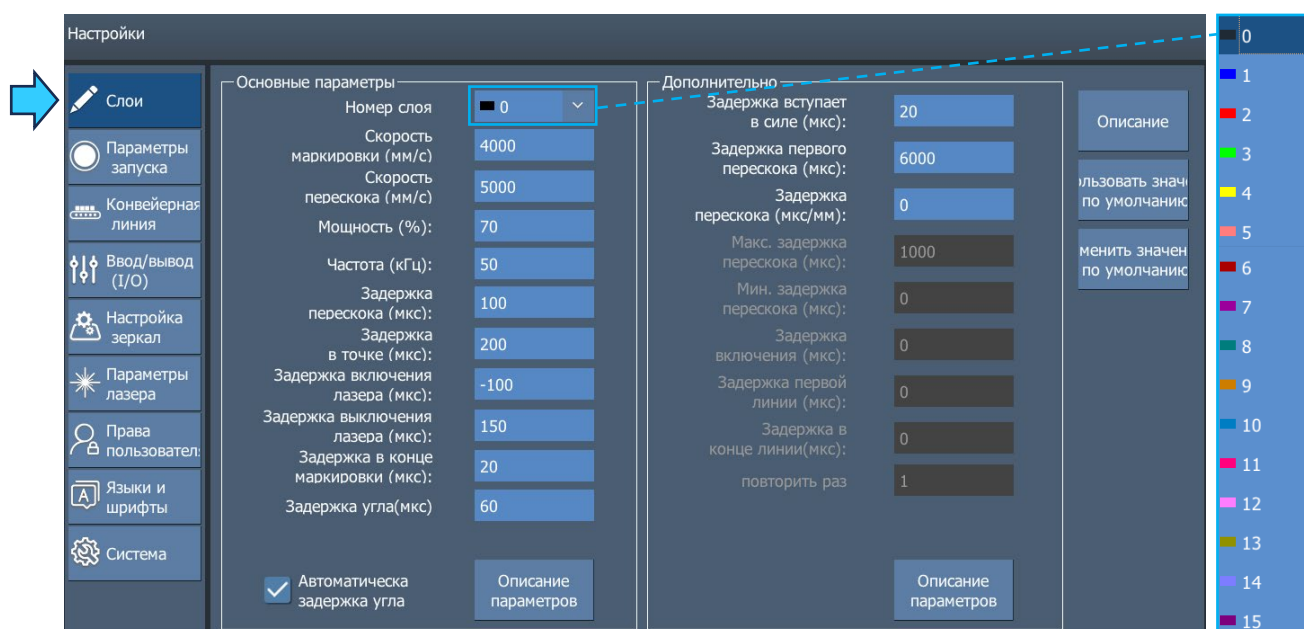 Настройки
Слои
Параметры
запуска
Конвейерная
линия
Ввод/вывод
(I/O)
Настройка
зеркал
Параметры
лазера
Права
пользовател
Языки и
шрифты
Система
Основные параметры
Номер слоя
0
Скорость
маркировки (мм/с)
4000
Скорость
перескока (мм/с)
5000
Мощность (%):
70
Частота (кГц):
50
Задержка
перескока (мкс):
100
Задержка
в точке (мкс):
200
Задержка включения
лазера (мкс):
-100
Задержка выключения
лазера (мкс):
150
Задержка в конце
маркировки (мкс):
20
Задержка угла(мкс)
60
Автоматическа
задержка угла
Описание
параметров
Дополнительно
Задержка вступает
в силе (мкс):
20
Задержка первого
перескока (мкс):
6000
Задержка
перескока (мкс/мм):
0
Макс. задержка
перескока (мкс):
1000
Мин. задержка
перескока (мкс):
0
Задержка
включения (мкс):
0
Задержка первой
линии (мкс):
0
Задержка в
конце линии(мкс):
0
повторить раз
1
Описание
параметров
Описание
льзовать знач
по умолчаник
менить значен
по умолчаник
0
1
2
3
4
5
6
7
8
9
10
11
12
13
14
15